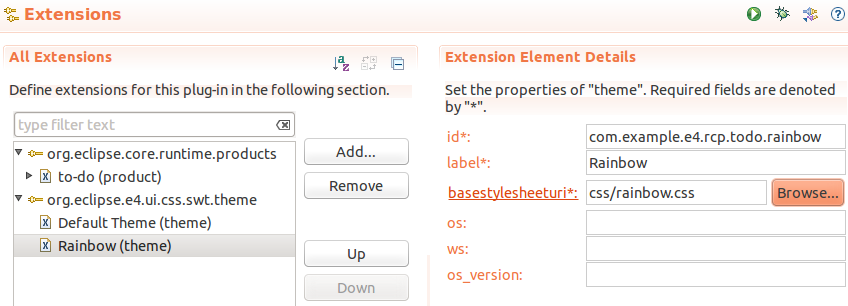 Extensions
All Extensions
Define extensions for this plug-in in the following section.
type filter text
org.eclipse.core.runtime.products
to-do (product)
org.eclipse.e4.ui.css.swt.theme
Default Theme (theme)
Rainbow (theme)
Add...
Remove
Up
Down
Extension Element Details
Set the properties of "theme". Required fields are denoted
by "*".
id*: com.example.e4.rcp.todo.rainbow
label*: Rainbow
basestylesheeturi*: css/rainbow.css Browse...
os:
ws:
os_version: